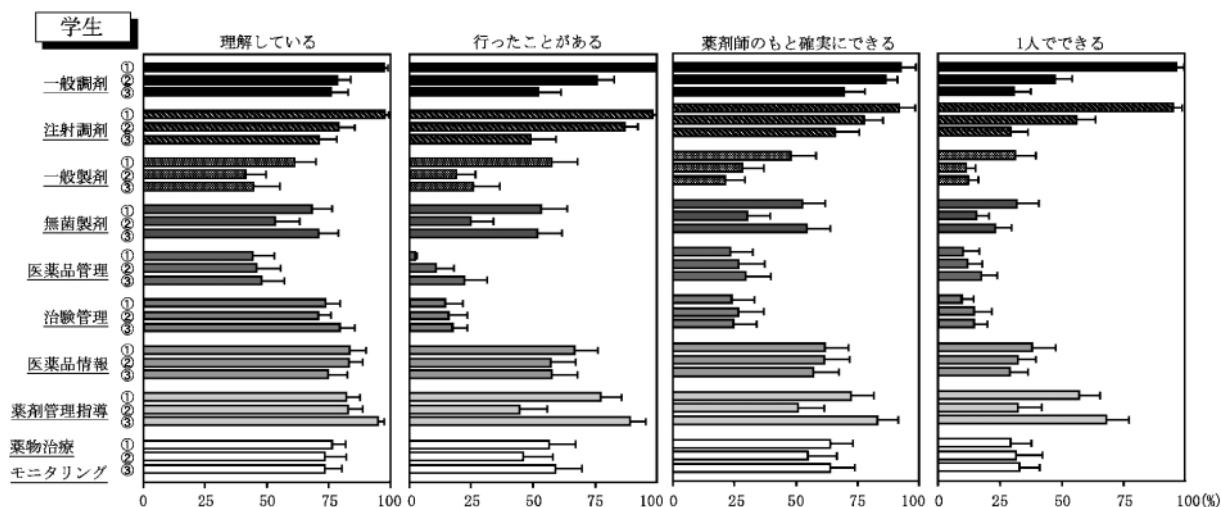 学生
理解している 行ったことがある 薬剤師のもと確実にできる 1人でできる
一般調剤 ① ② ③
注射調剤 ① ② ③
一般製剤 ① ② ③
無菌製剤 ① ② ③
医薬品管理 ① ② ③
治験管理 ① ② ③
医薬品情報 ① ② ③
薬剤管理指導 ① ② ③
薬物治療 ①
②
モニタリング ③
0 25 50 75 100 0 25 50 75 100 0 25 50 75 100 0 25 50 75 100(%)